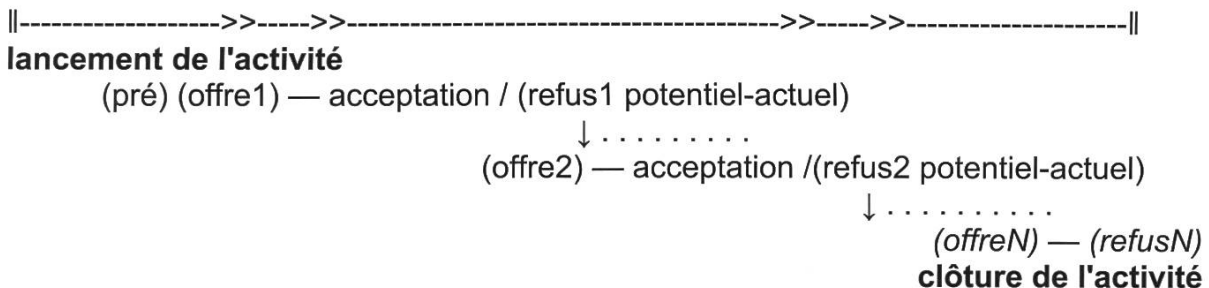 ||------------------->>----->>----------------------------------------->>----->>---------------------||
lancement de l'activité
(pré) (offre1) — acceptation / (refus1 potentiel-actuel)
↓ . . . . . . . . .
(offre2) — acceptation /(refus2 potentiel-actuel)
↓ . . . . . . . . . .
(offreN) — (refusN)
clôture de l'activité